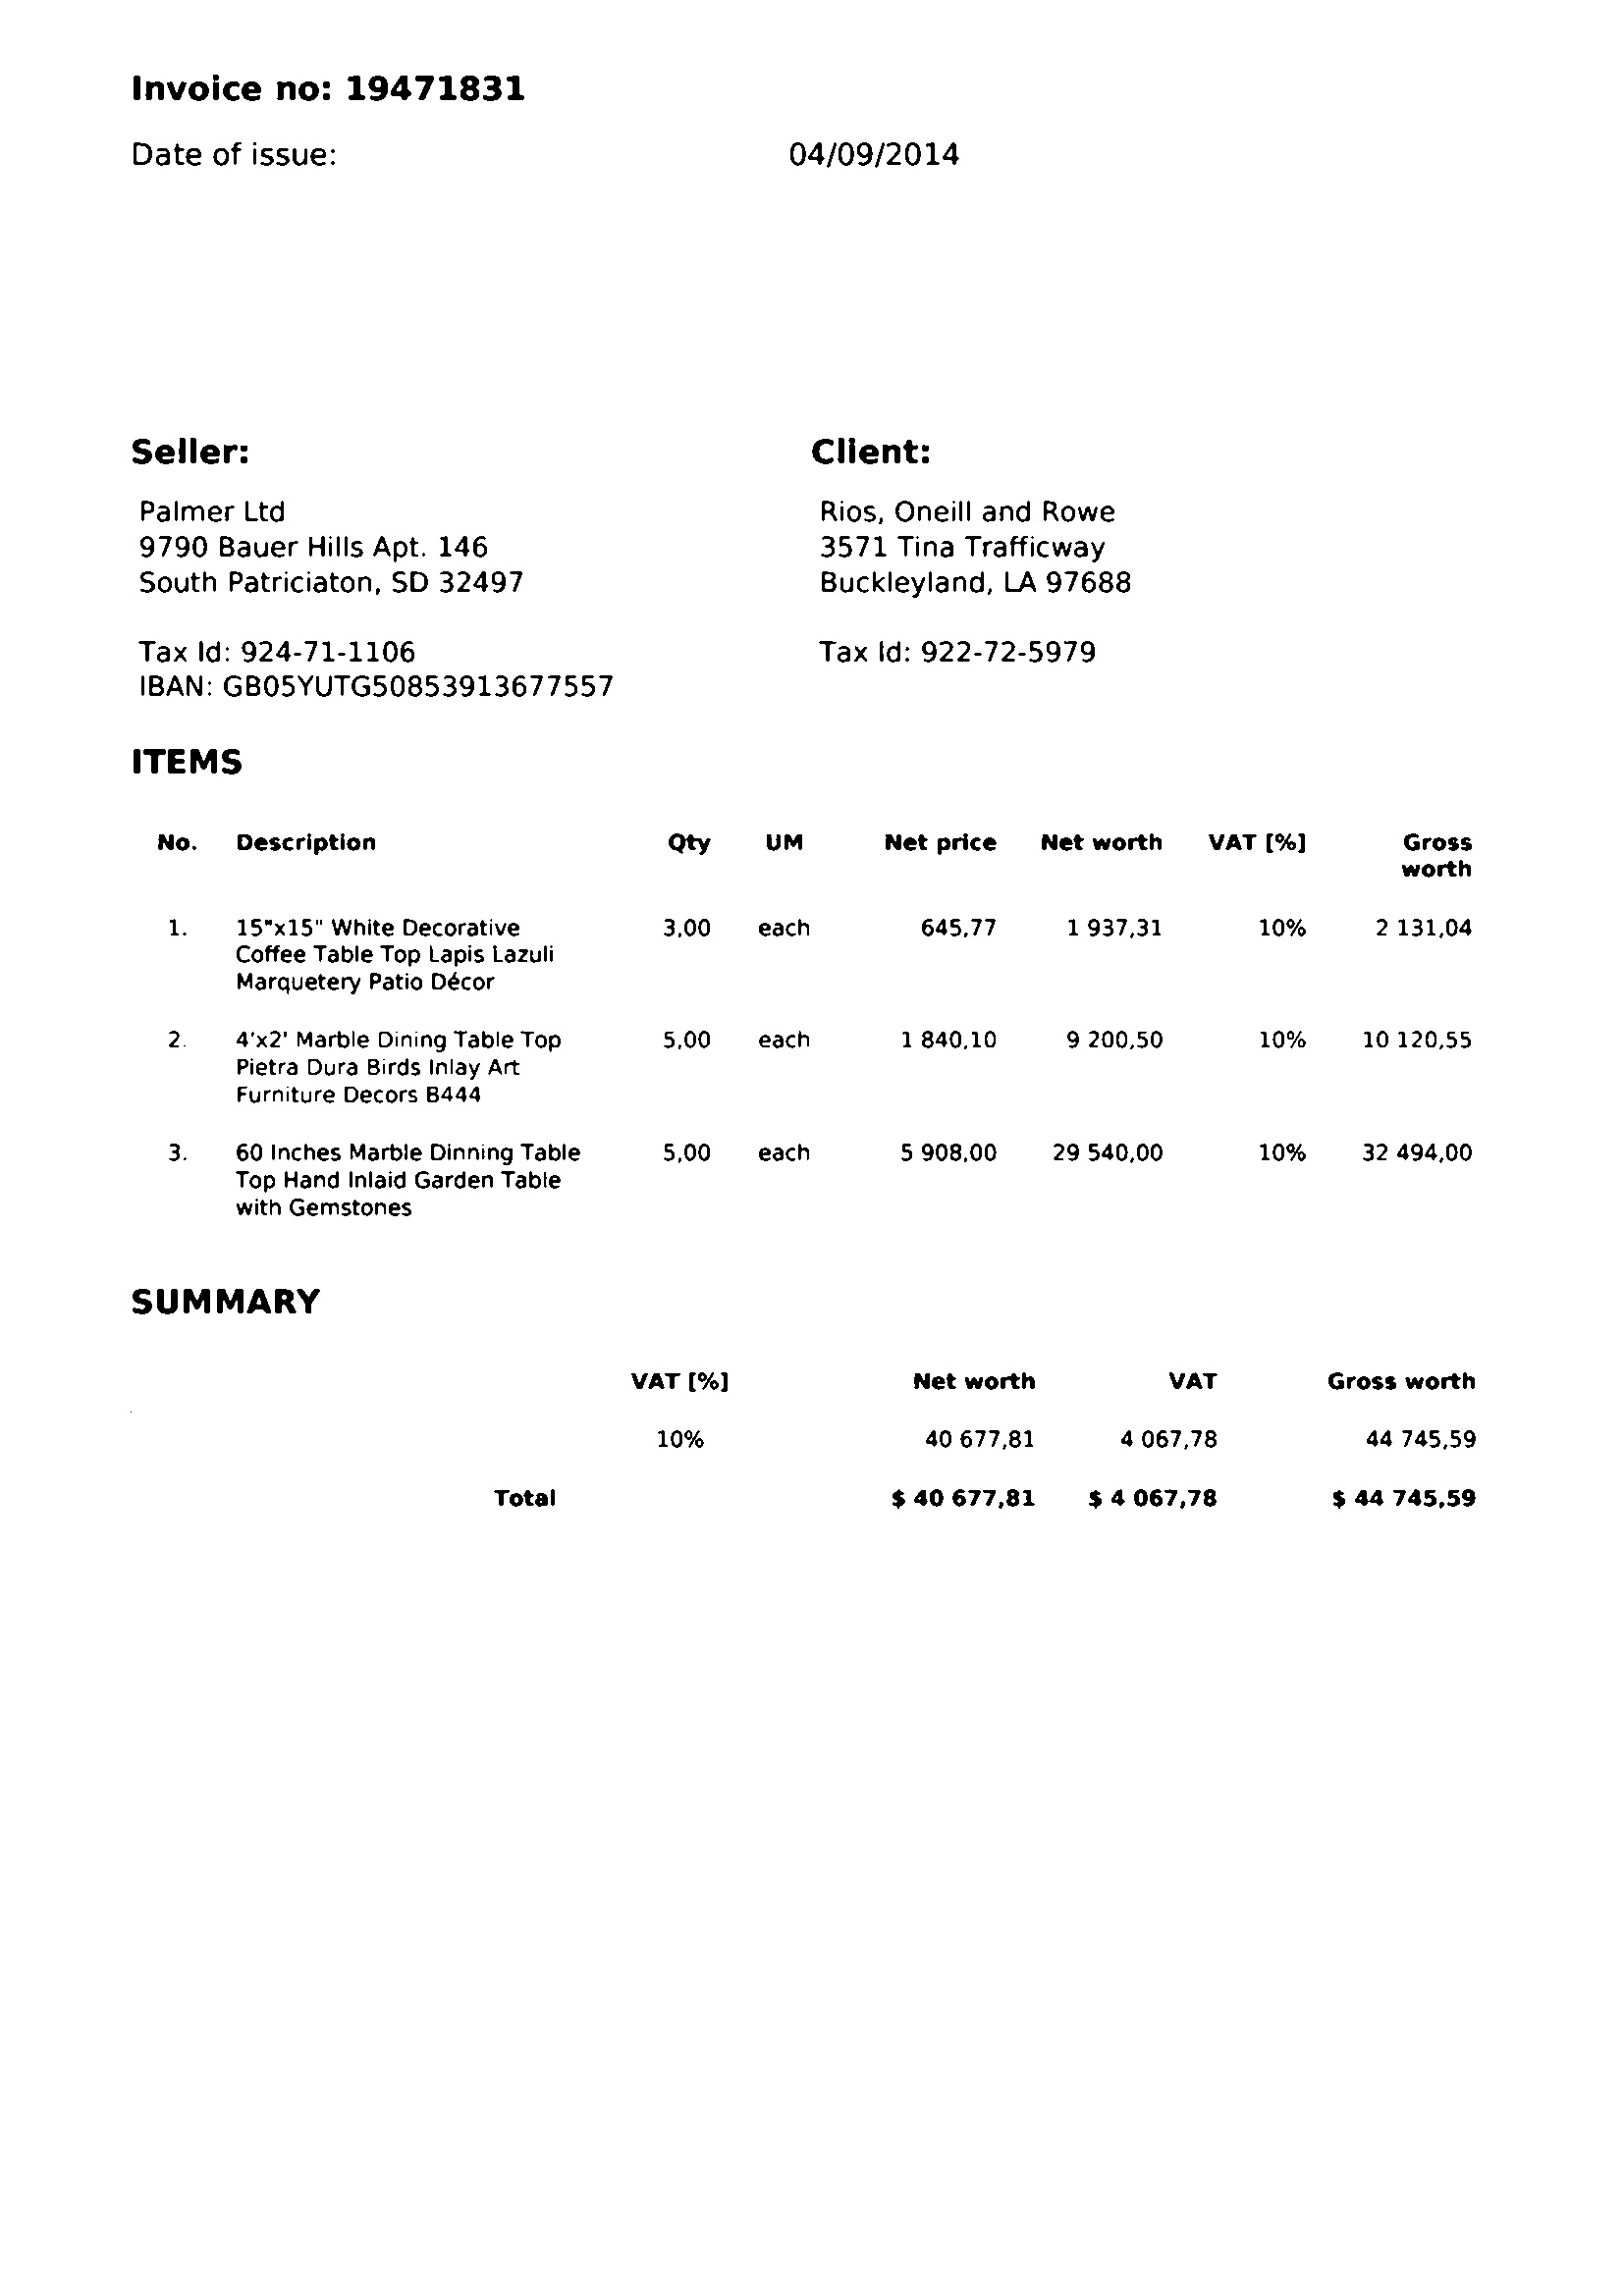 Invoice no: 19471831
Date of issue: 04/09/2014
Seller:
Palmer Ltd
9790 Bauer Hills Apt. 146
South Patriciaton, SD 32497
Tax Id: 924-71-1106
IBAN: GB05YUTG50853913677557
Client:
Rios, Oneill and Rowe
3571 Tina Trafficway
Buckleyland, LA 97688
Tax Id: 922-72-5979
ITEMS
No. Description Qty UM Net price Net worth VAT [%] Gross
worth
1. 15"x15" White Decorative 3,00 each 645,77 1 937,31 10% 2 131,04
Coffee Table Top Lapis Lazuli
Marquetery Patio Décor
2. 4'x2' Marble Dining Table Top 5,00 each 1 840,10 9 200,50 10% 10 120,55
Pietra Dura Birds Inlay Art
Furniture Decors B444
3. 60 Inches Marble Dinning Table 5,00 each 5 908,00 29 540,00 10% 32 494,00
Top Hand Inlaid Garden Table
with Gemstones
SUMMARY
VAT [%] Net worth VAT Gross worth
10% 40 677,81 4 067,78 44 745,59
Total $ 40 677,81 $ 4 067,78 $ 44 745,59